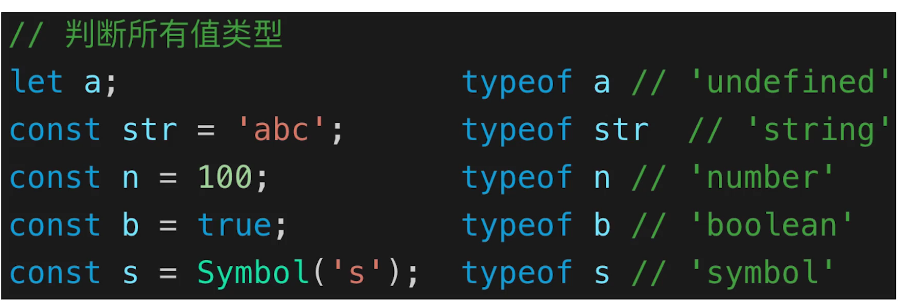 // 判断所有值类型
let a; typeof a // 'undefined'
const str = 'abc'; typeof str // 'string'
const n = 100; typeof n // 'number'
const b = true; typeof b // 'boolean'
const s = Symbol('s'); typeof s // 'symbol'